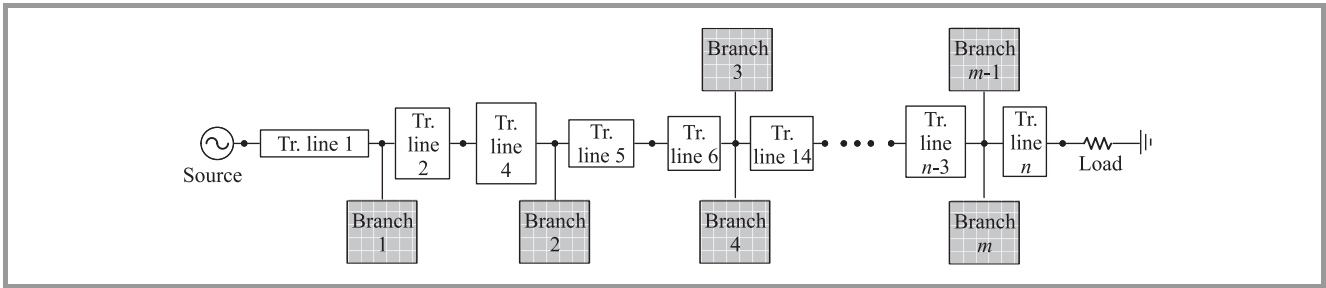 Branch
3
Branch
m-1
Source
Tr. line 1
Tr.
line
2
Tr.
line
4
Tr.
line 5
Tr.
line 6
Tr.
line 14
Tr.
line
n-3
Tr.
line
n
Load
Branch
1
Branch
2
Branch
4
Branch
m